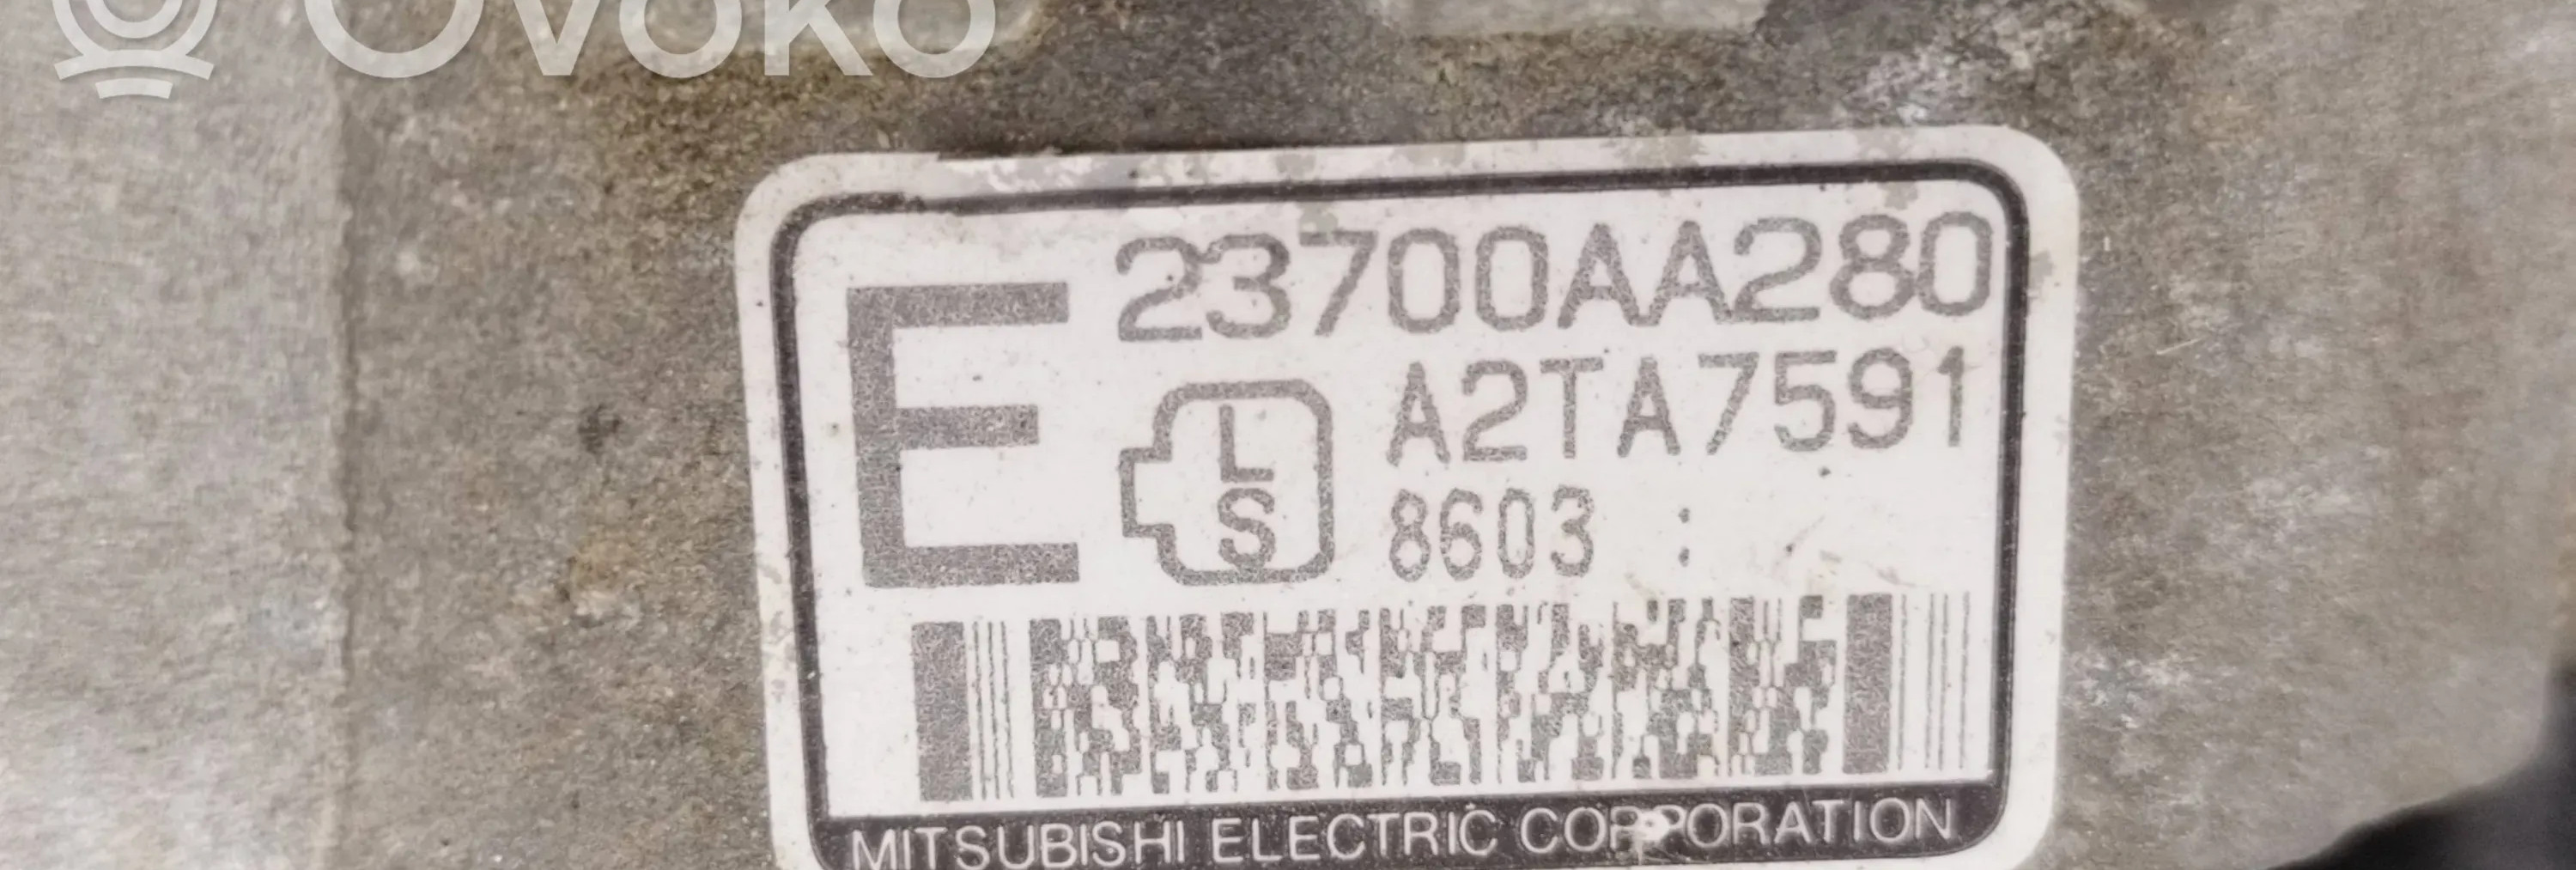 OVOKO
23700AA280
E
A2TA7591
L
S
8603 :
MITSUBISHI ELECTRIC CORPORATION